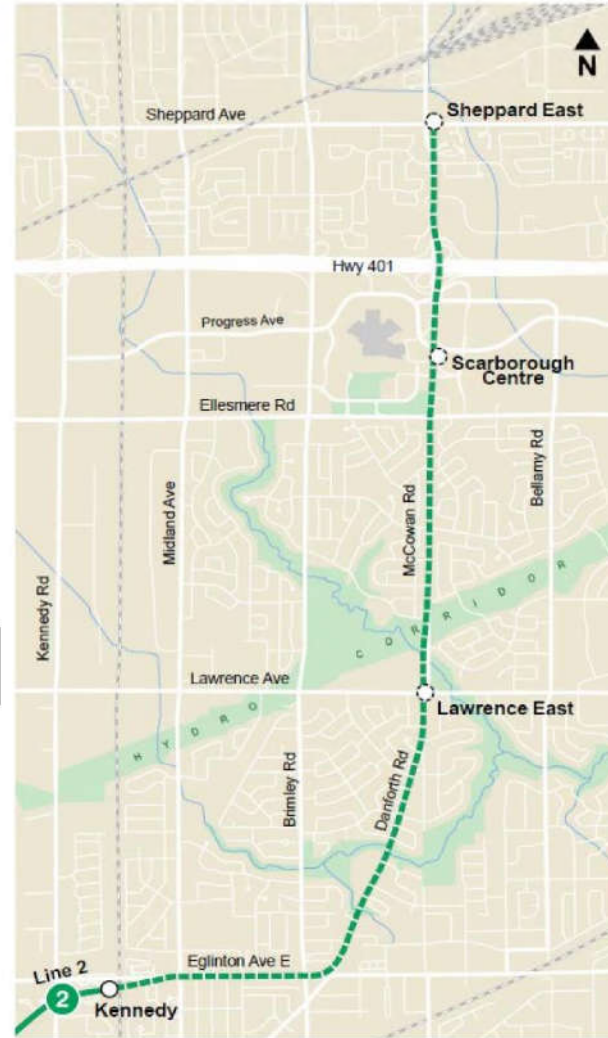 N
Sheppard Ave
Sheppard East
Hwy 401
Progress Ave
Scarborough
Centre
Ellesmere Rd
Kennedy Rd
Midland Ave
McCowan Rd
Bellamy Rd
HYDRO CORRIDOR
Lawrence Ave
Lawrence East
Brimley Rd
Danforth Rd
Eglinton Ave E
Line 2
2
Kennedy